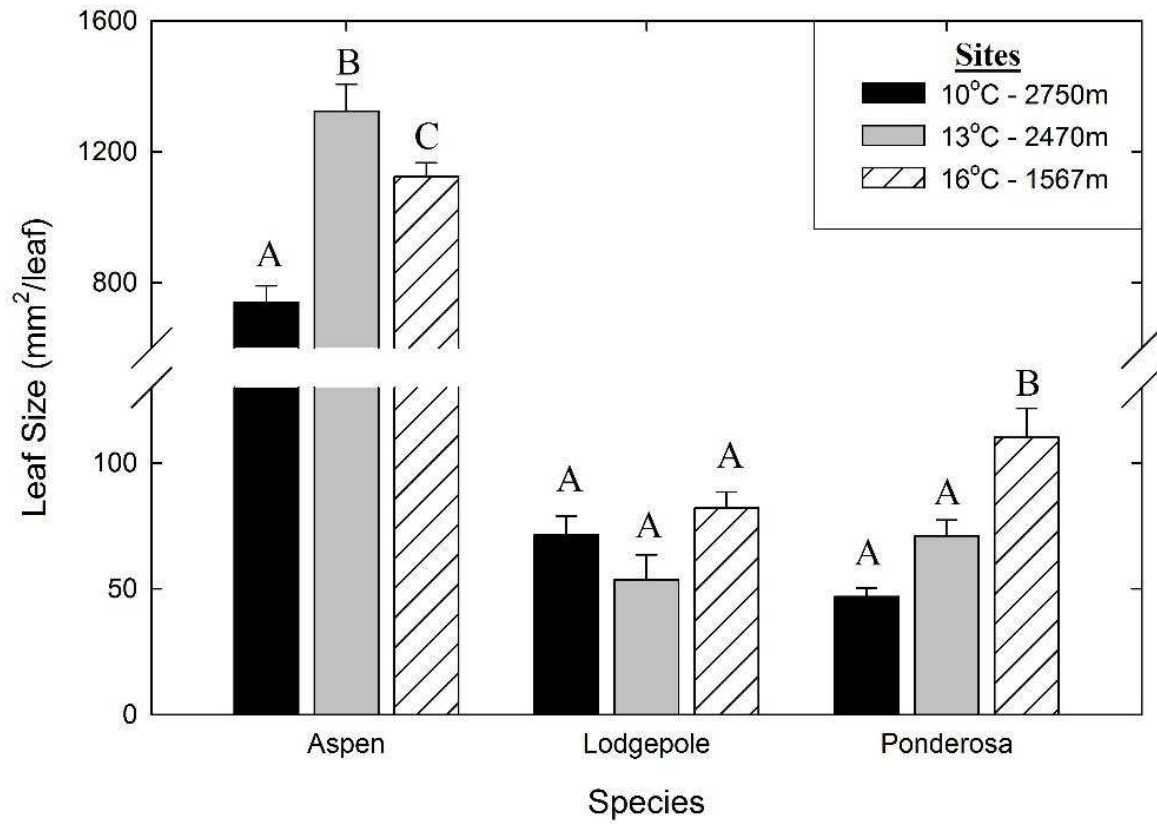 1600
1200
800
100
50
0
Leaf Size (mm²/leaf)
Sites
10°C - 2750m
13°C - 2470m
16°C - 1567m
A
B
C
A
A
A
A
A
B
Aspen
Lodgepole
Ponderosa
Species